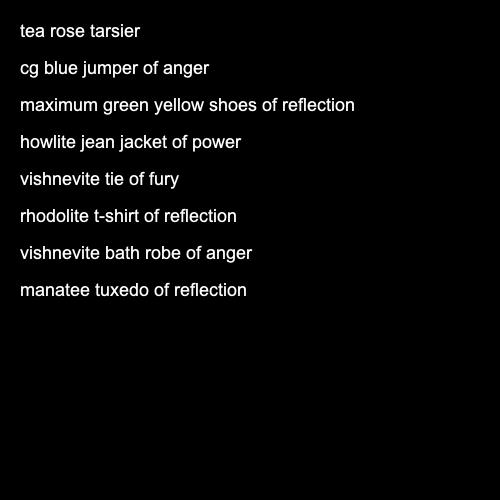 tea rose tarsier
cg blue jumper of anger
maximum green yellow shoes of reflection
howlite jean jacket of power
vishnevite tie of fury
rhodolite t-shirt of reflection
vishnevite bath robe of anger
manatee tuxedo of reflection